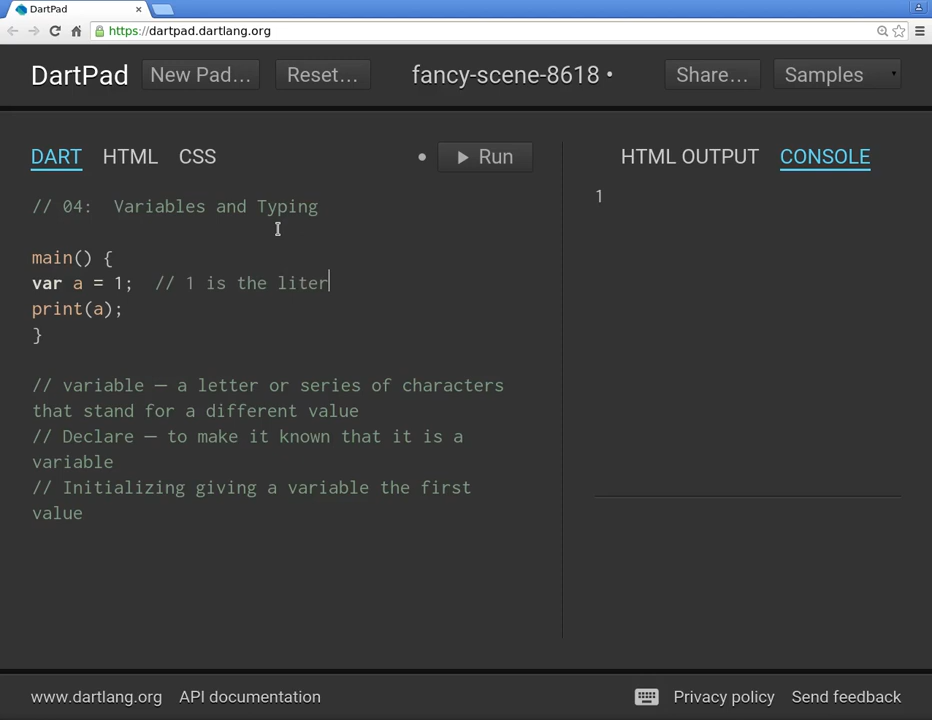 DartPad
https://dartpad.dartlang.org
DartPad New Pad... Reset... fancy-scene-8618 • Share... Samples
DART HTML CSS Run HTML OUTPUT CONSOLE
// 04:  Variables and Typing
main() {
var a = 1;  // 1 is the liter
print(a);
}
// variable — a letter or series of characters
that stand for a different value
// Declare — to make it known that it is a
variable
// Initializing giving a variable the first
value
1
www.dartlang.org API documentation Privacy policy Send feedback